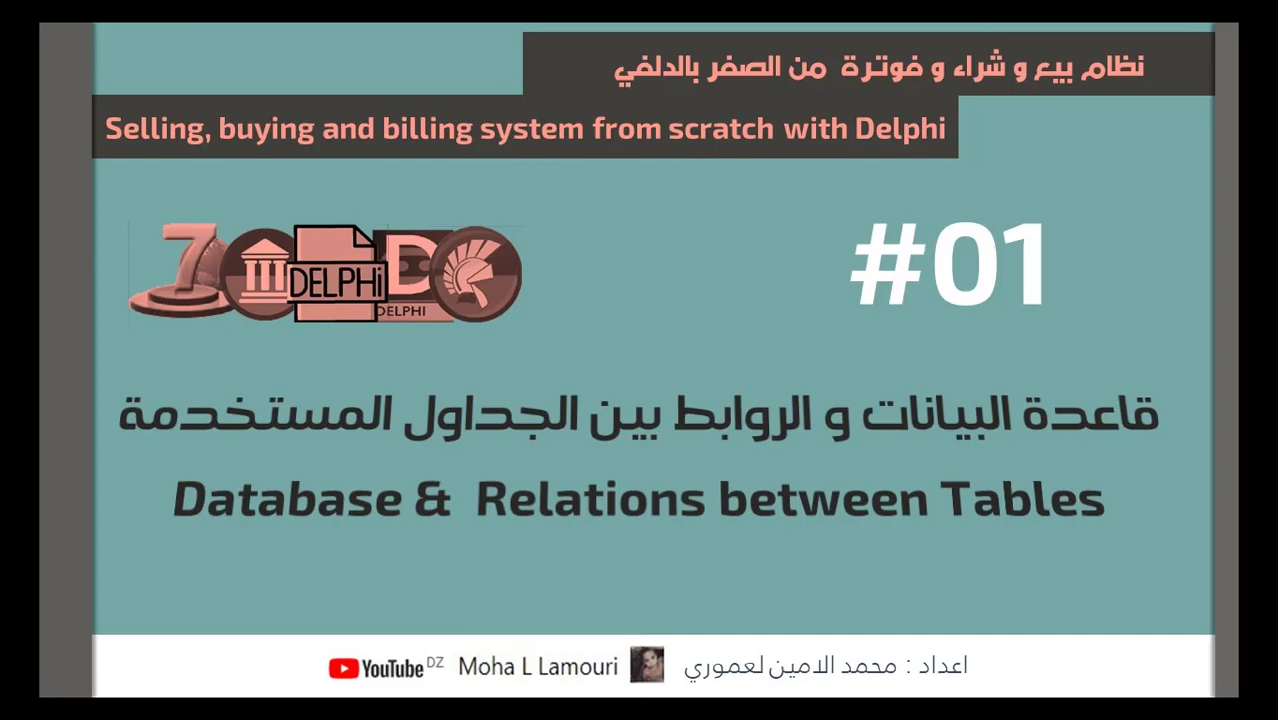 نظام بيع و شراء و فوترة من الصفر بالدلفي
Selling, buying and billing system from scratch with Delphi
7 DELPHi D DELPHI
#01
قاعدة البيانات و الروابط بين الجداول المستخدمة
Database & Relations between Tables
YouTube DZ Moha L Lamouri اعداد : محمد الامين لعموري